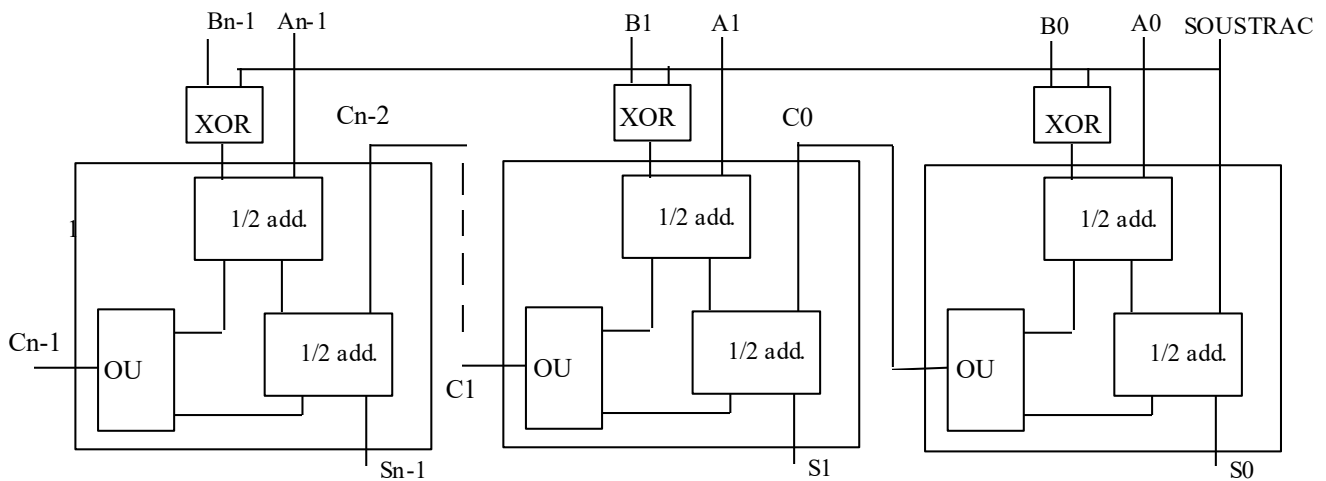 Bn-1 An-1 B1 A1 B0 A0 SOUSTRAC
XOR Cn-2 XOR C0 XOR
1/2 add. 1/2 add. 1/2 add.
1/2 add. 1/2 add. 1/2 add.
Cn-1 OU C1 OU OU
Sn-1 S1 S0